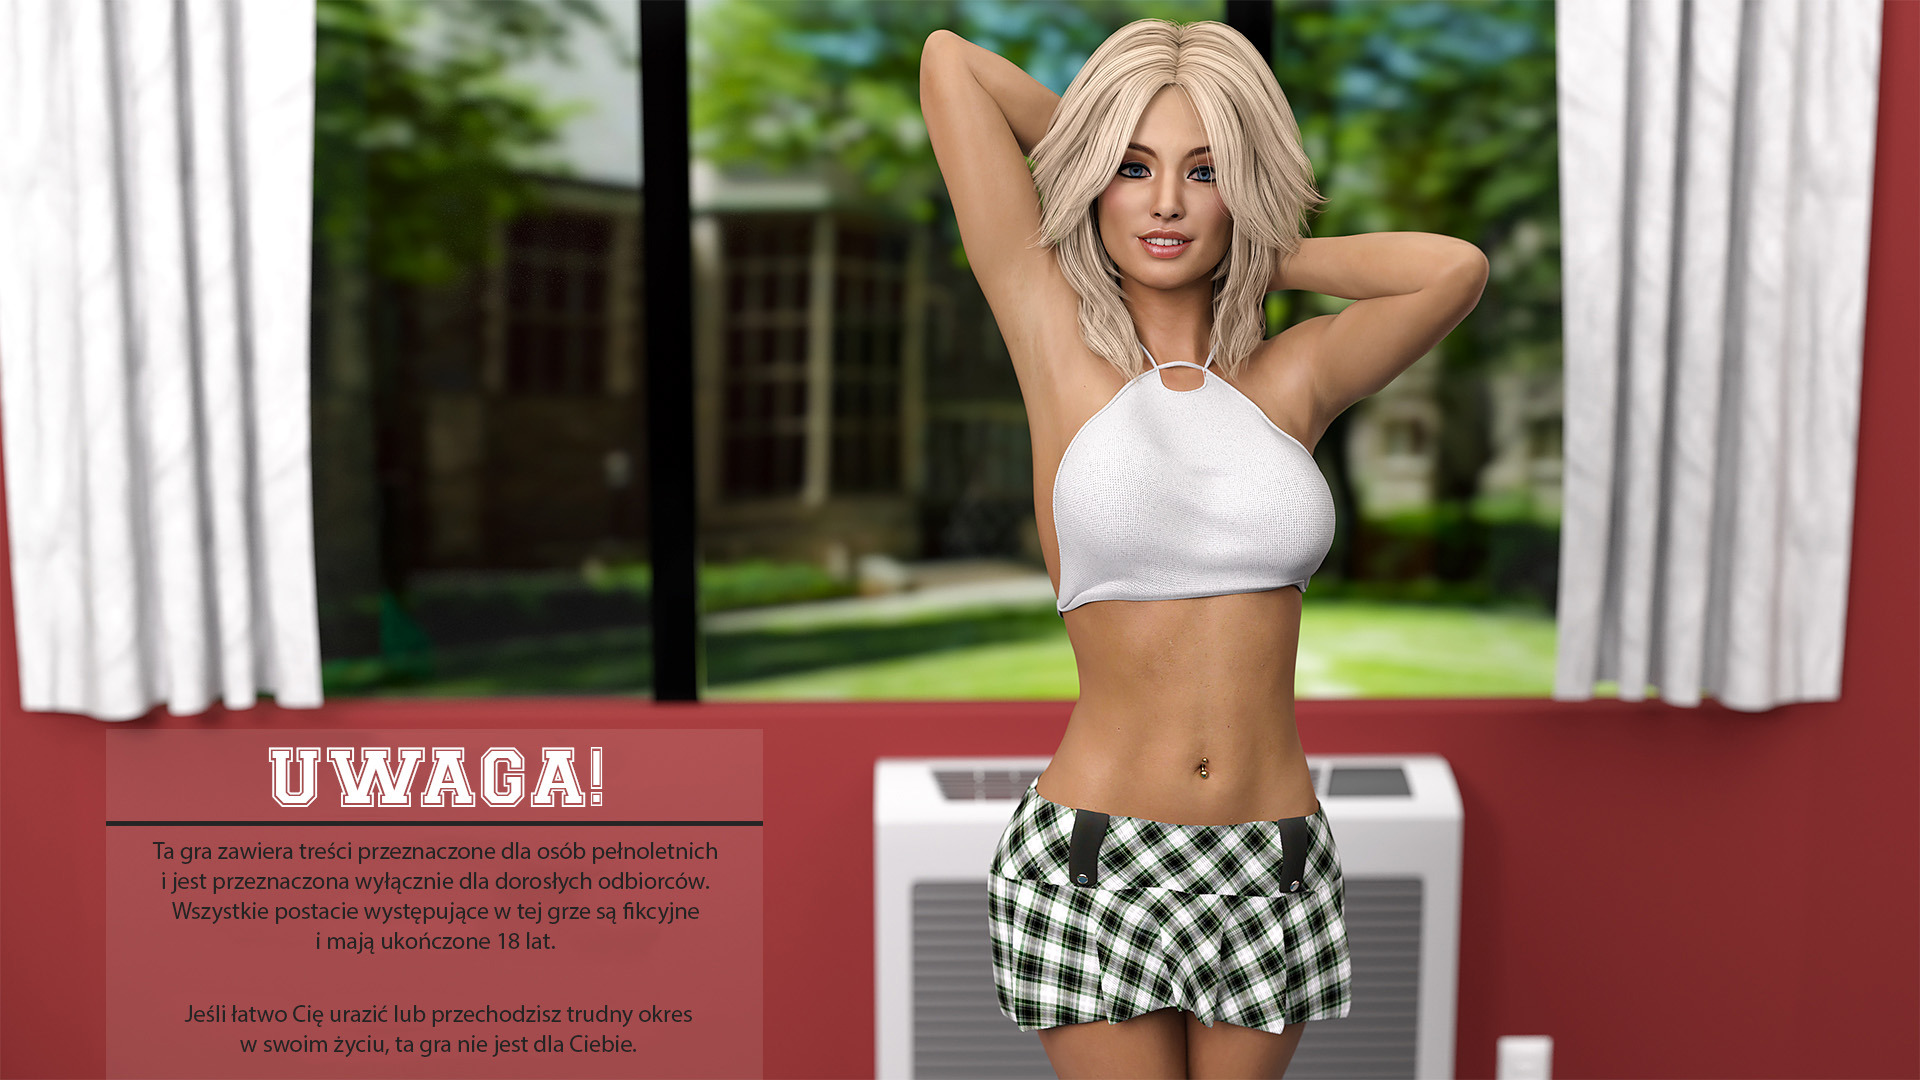 UWAGA!
Ta gra zawiera treści przeznaczone dla osób pełnoletnich
i jest przeznaczona wyłącznie dla dorosłych odbiorców.
Wszystkie postacie występujące w tej grze są fikcyjne
i mają ukończone 18 lat.
Jeśli łatwo Cię urazić lub przechodzisz trudny okres
w swoim życiu, ta gra nie jest dla Ciebie.